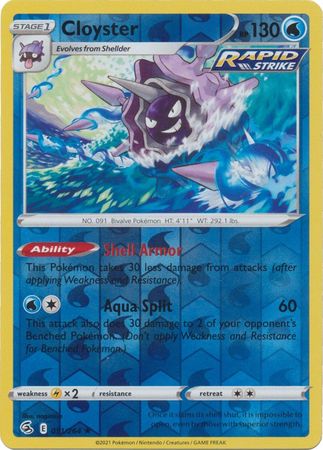 STAGE 1 Cloyster HP 130
Evolves from Shellder
RAPID
STRIKE
NO. 091 Bivalve Pokémon HT: 4'11" WT: 292.1 lbs.
Ability Shell Armor
This Pokémon takes 30 less damage from attacks (after
applying Weakness and Resistance).
Aqua Split 60
This attack also does 30 damage to 2 of your opponent's
Benched Pokémon. (Don't apply Weakness and Resistance
for Benched Pokémon.)
weakness ×2 resistance retreat
Illus.
Once it slams its shell shut, it is impossible to
open, even by those with superior strength.
E /264 ★
©2021 Pokémon / Nintendo / Creatures / GAME FREAK